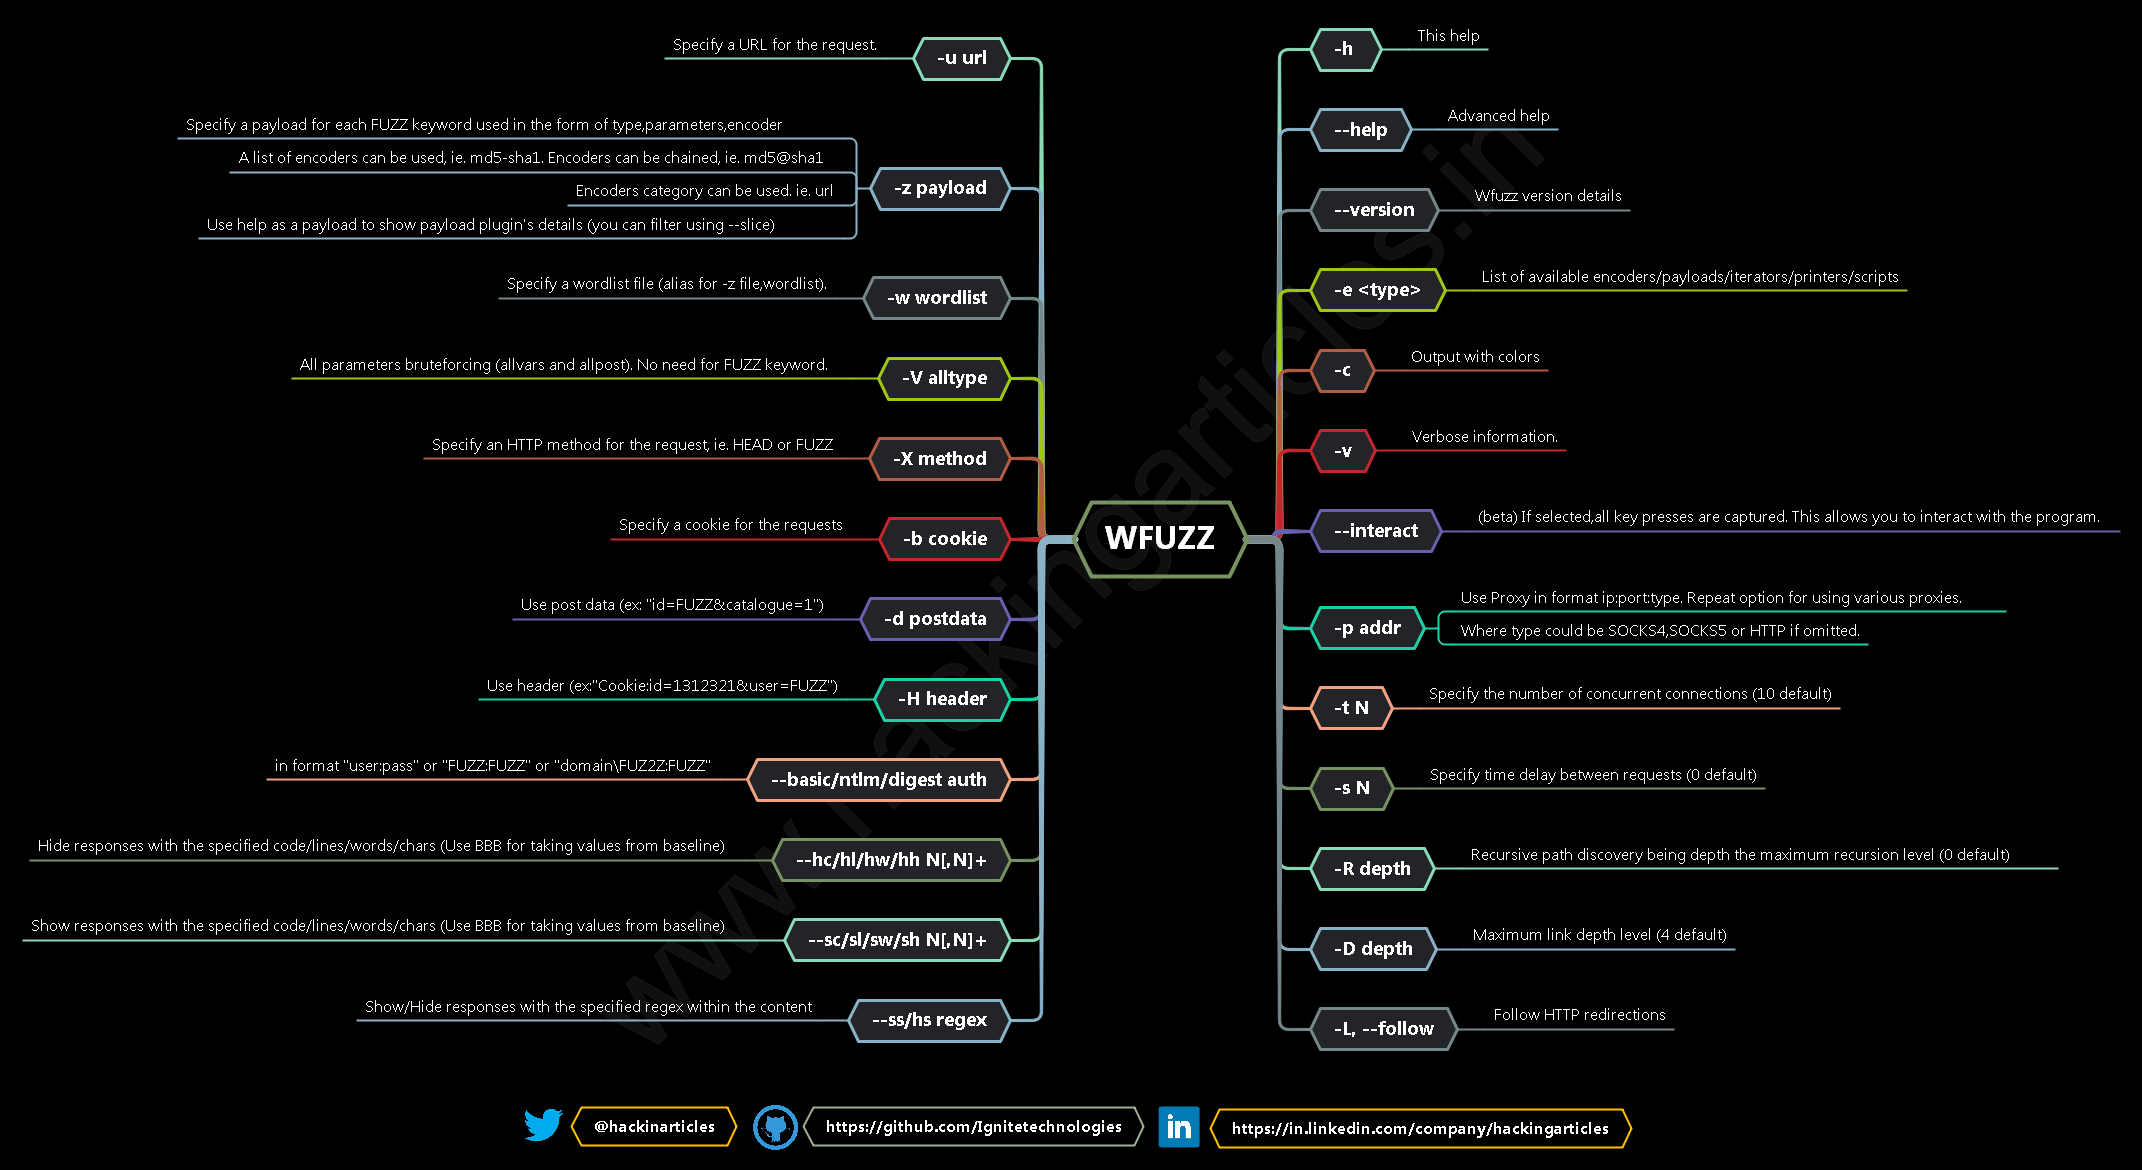 WFUZZ
-h
This help
--help
Advanced help
--version
Wfuzz version details
-e <type>
List of available encoders/payloads/iterators/printers/scripts
-c
Output with colors
-v
Verbose information.
--interact
(beta) If selected,all key presses are captured. This allows you to interact with the program.
-p addr
Use Proxy in format ip:port:type. Repeat option for using various proxies.
Where type could be SOCKS4,SOCKS5 or HTTP if omitted.
-t N
Specify the number of concurrent connections (10 default)
-s N
Specify time delay between requests (0 default)
-R depth
Recursive path discovery being depth the maximum recursion level (0 default)
-D depth
Maximum link depth level (4 default)
-L, --follow
Follow HTTP redirections
-u url
Specify a URL for the request.
-z payload
Specify a payload for each FUZZ keyword used in the form of type,parameters,encoder
A list of encoders can be used, ie. md5-sha1. Encoders can be chained, ie. md5@sha1
Encoders category can be used. ie. url
Use help as a payload to show payload plugin's details (you can filter using --slice)
-w wordlist
Specify a wordlist file (alias for -z file,wordlist).
-V alltype
All parameters bruteforcing (allvars and allpost). No need for FUZZ keyword.
-X method
Specify an HTTP method for the request, ie. HEAD or FUZZ
-b cookie
Specify a cookie for the requests
-d postdata
Use post data (ex: "id=FUZZ&catalogue=1")
-H header
Use header (ex:"Cookie:id=1312321&user=FUZZ")
--basic/ntlm/digest auth
in format "user:pass" or "FUZZ:FUZZ" or "domain\FUZ2Z:FUZZ"
--hc/hl/hw/hh N[,N]+
Hide responses with the specified code/lines/words/chars (Use BBB for taking values from baseline)
--sc/sl/sw/sh N[,N]+
Show responses with the specified code/lines/words/chars (Use BBB for taking values from baseline)
--ss/hs regex
Show/Hide responses with the specified regex within the content
www.hackingarticles.in
@hackinarticles
https://github.com/Ignitetechnologies
in
https://in.linkedin.com/company/hackingarticles